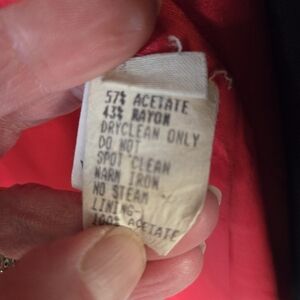 57% ACETATE
43% RAYON
DRYCLEAN ONLY
DO NOT
SPOT CLEAN
WARM IRON
NO STEAM
LINING-
100% ACETATE